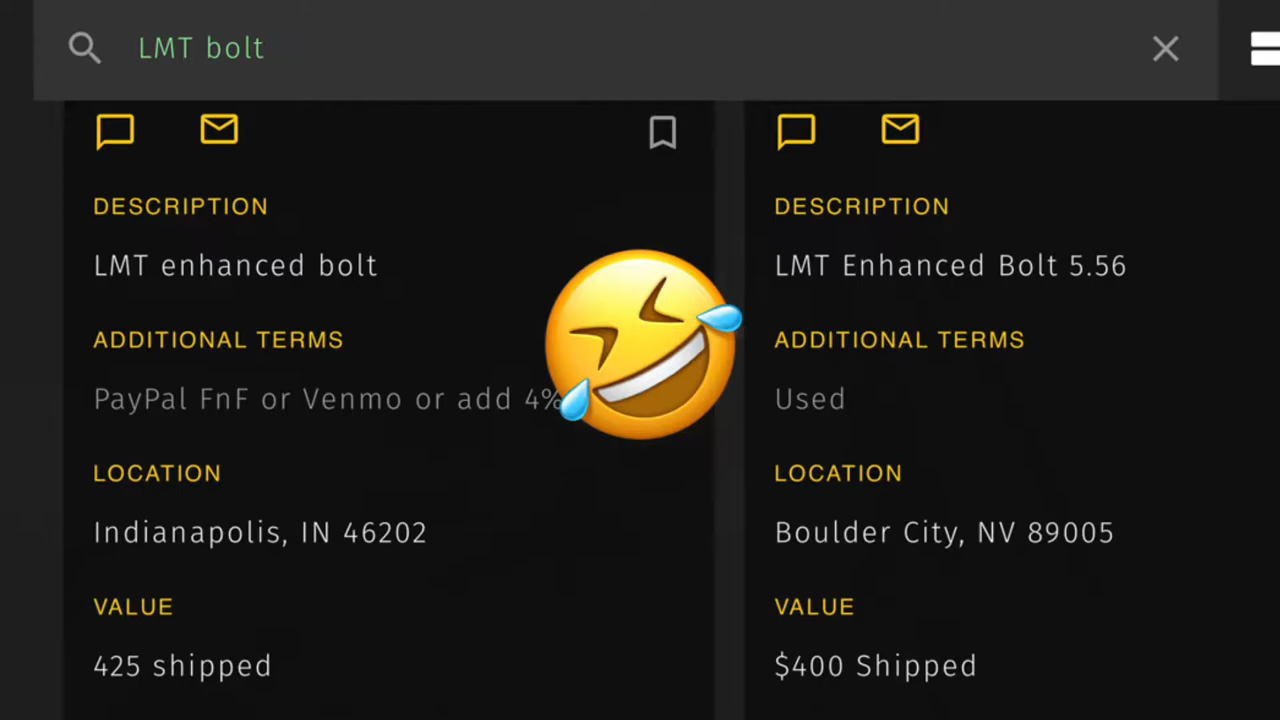 LMT bolt
DESCRIPTION
LMT enhanced bolt
ADDITIONAL TERMS
PayPal FnF or Venmo or add 4%
LOCATION
Indianapolis, IN 46202
VALUE
425 shipped
DESCRIPTION
LMT Enhanced Bolt 5.56
ADDITIONAL TERMS
Used
LOCATION
Boulder City, NV 89005
VALUE
$400 Shipped